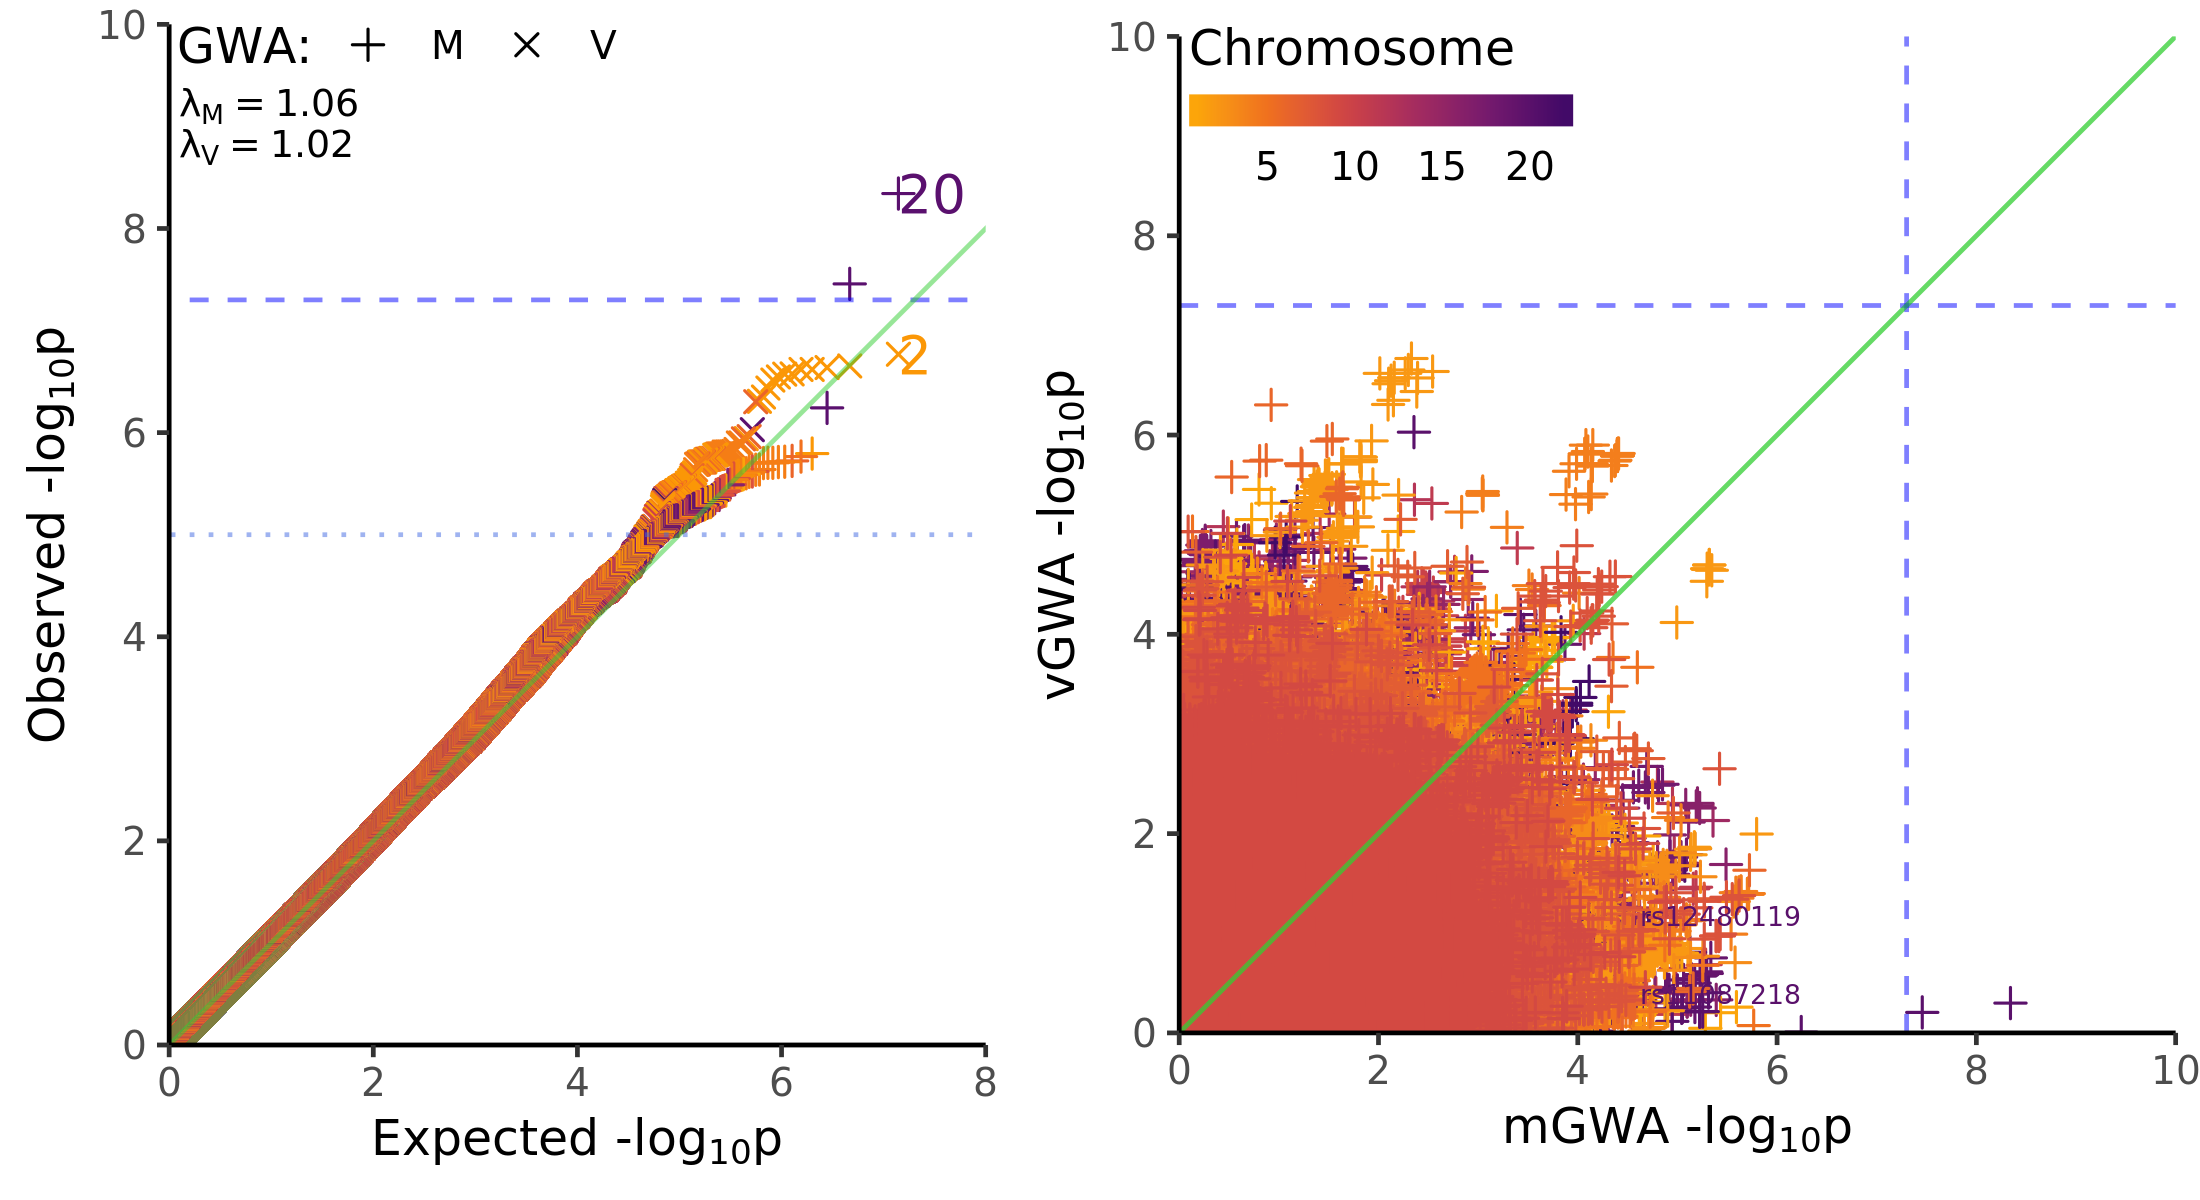 GWA: + M × V
λM = 1.06
λV = 1.02
10
8
6
4
2
0
0 2 4 6 8
20
2
Observed -log10p
Expected -log10p
Chromosome
5 10 15 20
10
8
6
4
2
0
0 2 4 6 8 10
rs12480119
vGWA -log10p
mGWA -log10p